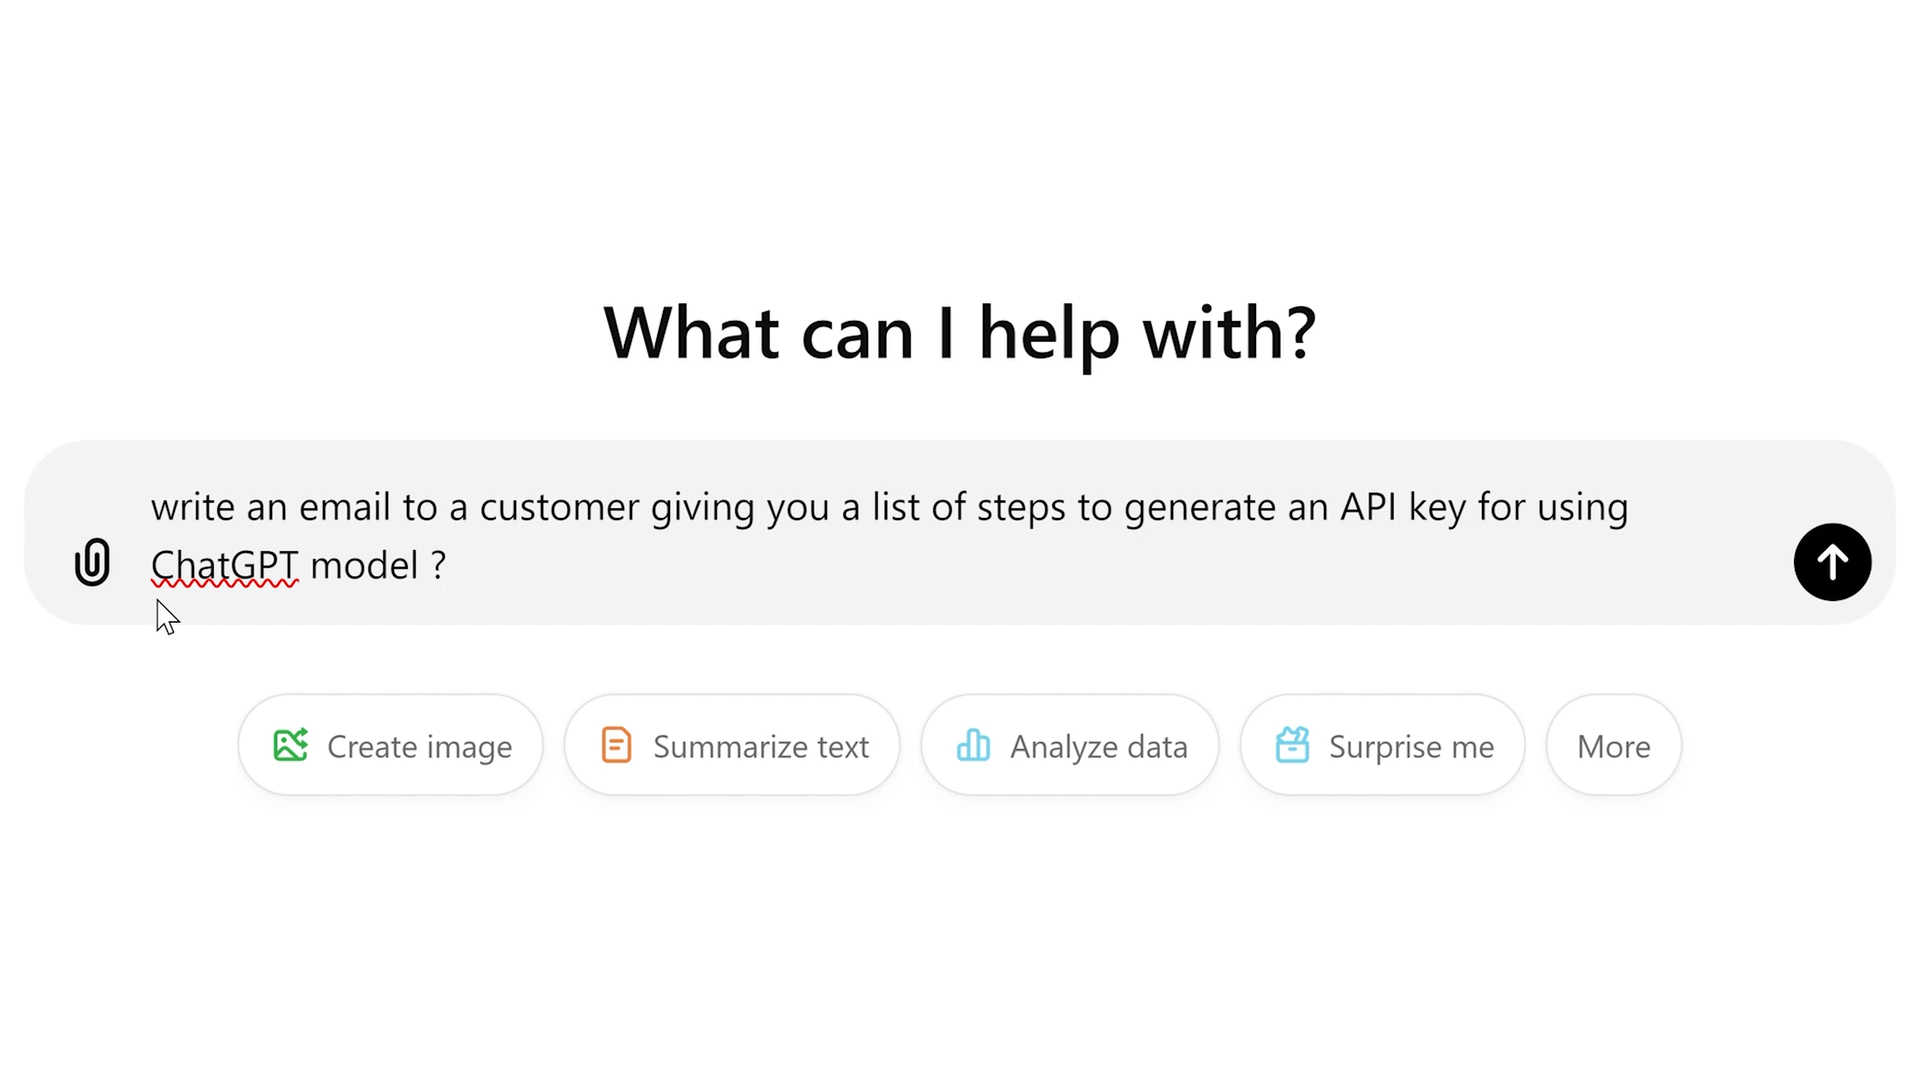 What can I help with?
write an email to a customer giving you a list of steps to generate an API key for using
ChatGPT model ?
Create image
Summarize text
Analyze data
Surprise me
More